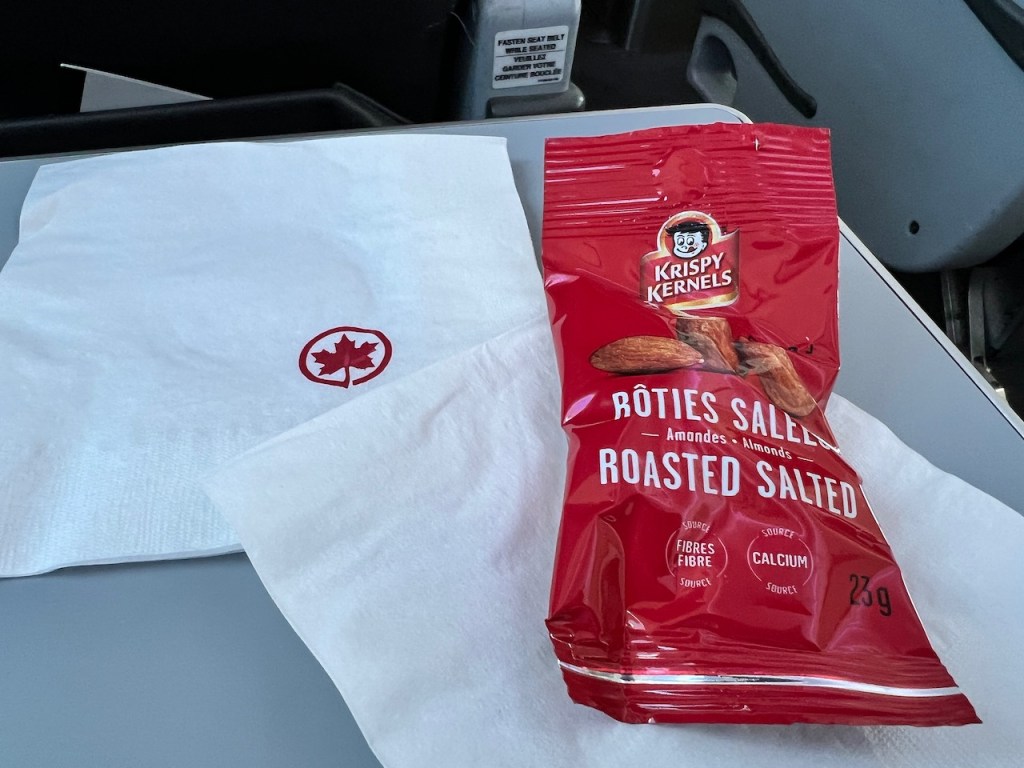 FASTEN SEAT BELT
WHILE SEATED
VEUILLEZ
GARDER VOTRE
CEINTURE BOUCLÉE
KRISPY
KERNELS
RÔTIES SALÉES
Amandes • Almonds
ROASTED SALTED
SOURCE
FIBRES
FIBRE
SOURCE
SOURCE
CALCIUM
SOURCE
23 g